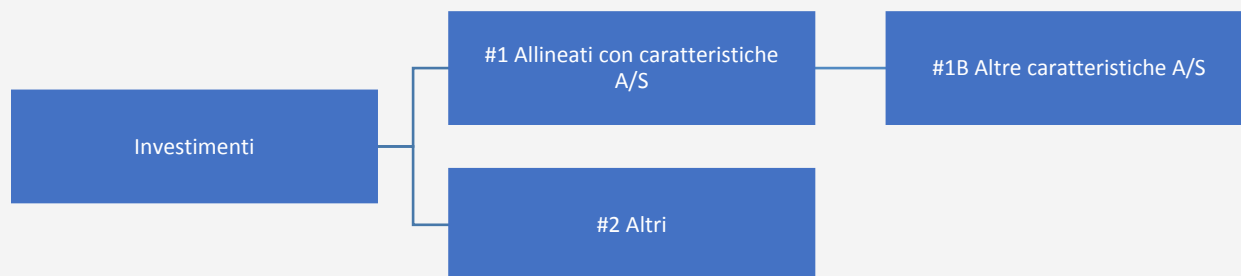 #1 Allineati con caratteristiche
A/S
#1B Altre caratteristiche A/S
Investimenti
#2 Altri